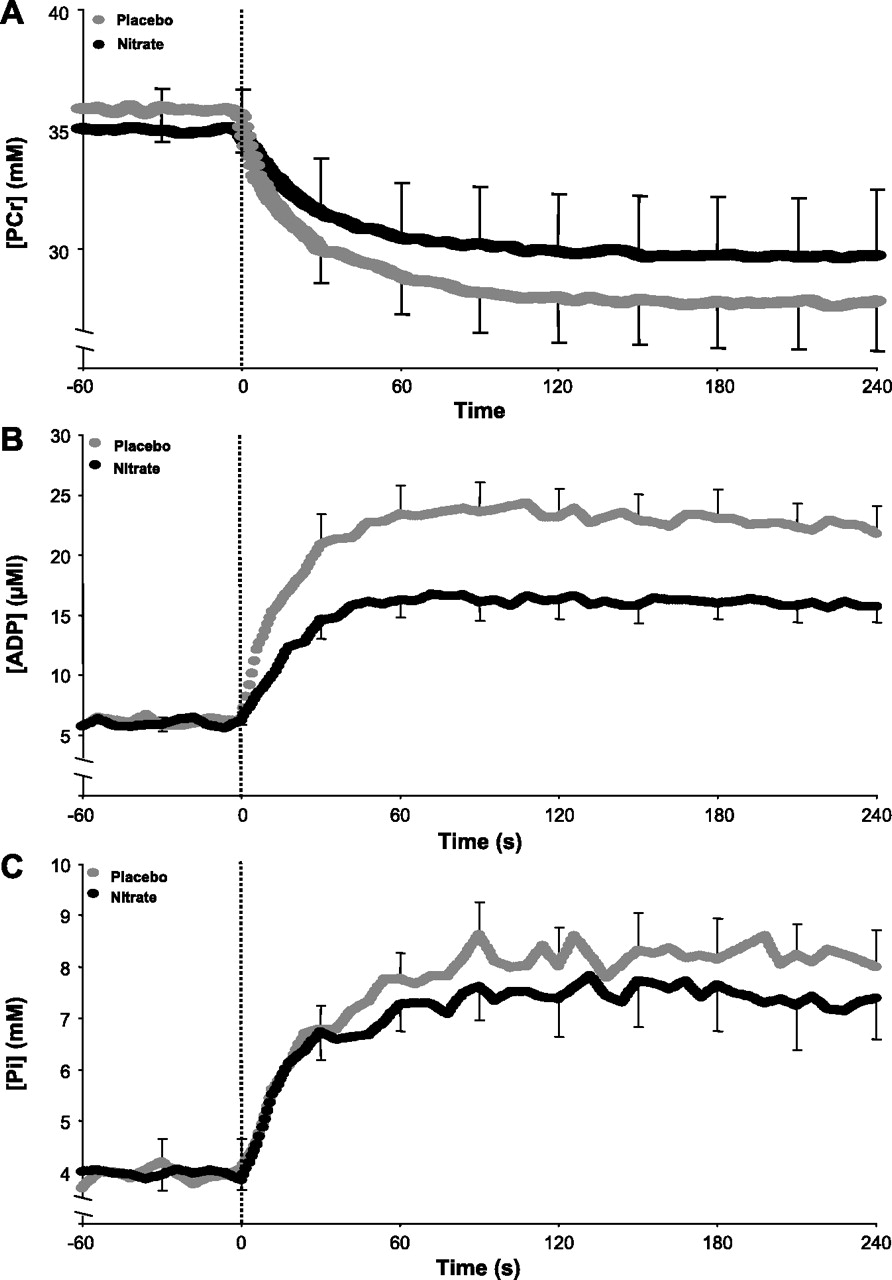 A
40
Placebo
Nitrate
35
[PCr] (mM)
30
-60 0 60 120 180 240
Time
B
30
Placebo
Nitrate
25
20
[ADP] (µMl)
15
10
5
-60 0 60 120 180 240
Time (s)
C
10
Placebo
Nitrate
9
8
7
[Pi] (mM)
6
5
4
-60 0 60 120 180 240
Time (s)